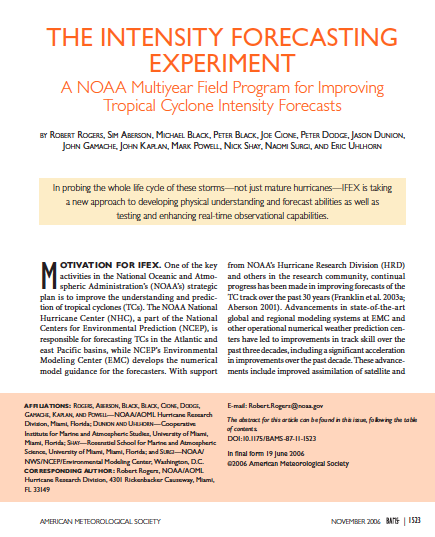 THE INTENSITY FORECASTING
EXPERIMENT
A NOAA Multiyear Field Program for Improving
Tropical Cyclone Intensity Forecasts
BY ROBERT ROGERS, SIM ABERSON, MICHAEL BLACK, PETER BLACK, JOE CIONE, PETER DODGE, JASON DUNION,
JOHN GAMACHE, JOHN KAPLAN, MARK POWELL, NICK SHAY, NAOMI SURGI, AND ERIC UHLHORN
In probing the whole life cycle of these storms—not just mature hurricanes—IFEX is taking
a new approach to developing physical understanding and forecast abilities as well as
testing and enhancing real-time observational capabilities.
MOTIVATION FOR IFEX. One of the key
activities in the National Oceanic and Atmo-
spheric Administration's (NOAA's) strategic
plan is to improve the understanding and predic-
tion of tropical cyclones (TCs). The NOAA National
Hurricane Center (NHC), a part of the National
Centers for Environmental Prediction (NCEP), is
responsible for forecasting TCs in the Atlantic and
east Pacific basins, while NCEP's Environmental
Modeling Center (EMC) develops the numerical
model guidance for the forecasters. With support
from NOAA's Hurricane Research Division (HRD)
and others in the research community, continual
progress has been made in improving forecasts of the
TC track over the past 30 years (Franklin et al. 2003a;
Aberson 2001). Advancements in state-of-the-art
global and regional modeling systems at EMC and
other operational numerical weather prediction cen-
ters have led to improvements in track skill over the
past three decades, including a significant acceleration
in improvements over the past decade. These advance-
ments include improved assimilation of satellite and
AFFILIATIONS: ROGERS, ABERSON, BLACK, BLACK, CIONE, DODGE,
GAMACHE, KAPLAN, AND POWELL—NOAA/AOML Hurricane Research
Division, Miami, Florida; DUNION AND UHLHORN—Cooperative
Institute for Marine and Atmospheric Studies, University of Miami,
Miami, Florida; SHAY—Rosenstiel School for Marine and Atmospheric
Science, University of Miami, Miami, Florida; and SURGI—NOAA/
NWS/NCEP/Environmental Modeling Center, Washington, D.C.
CORRESPONDING AUTHOR: Robert Rogers, NOAA/AOML
Hurricane Research Division, 4301 Rickenbacker Causeway, Miami,
FL 33149
E-mail: Robert.Rogers@noaa.gov
The abstract for this article can be found in this issue, following the table
of contents.
DOI:10.1175/BAMS-87-11-1523
In final form 19 June 2006
©2006 American Meteorological Society
AMERICAN METEOROLOGICAL SOCIETY
NOVEMBER 2006 BAMS | 1523